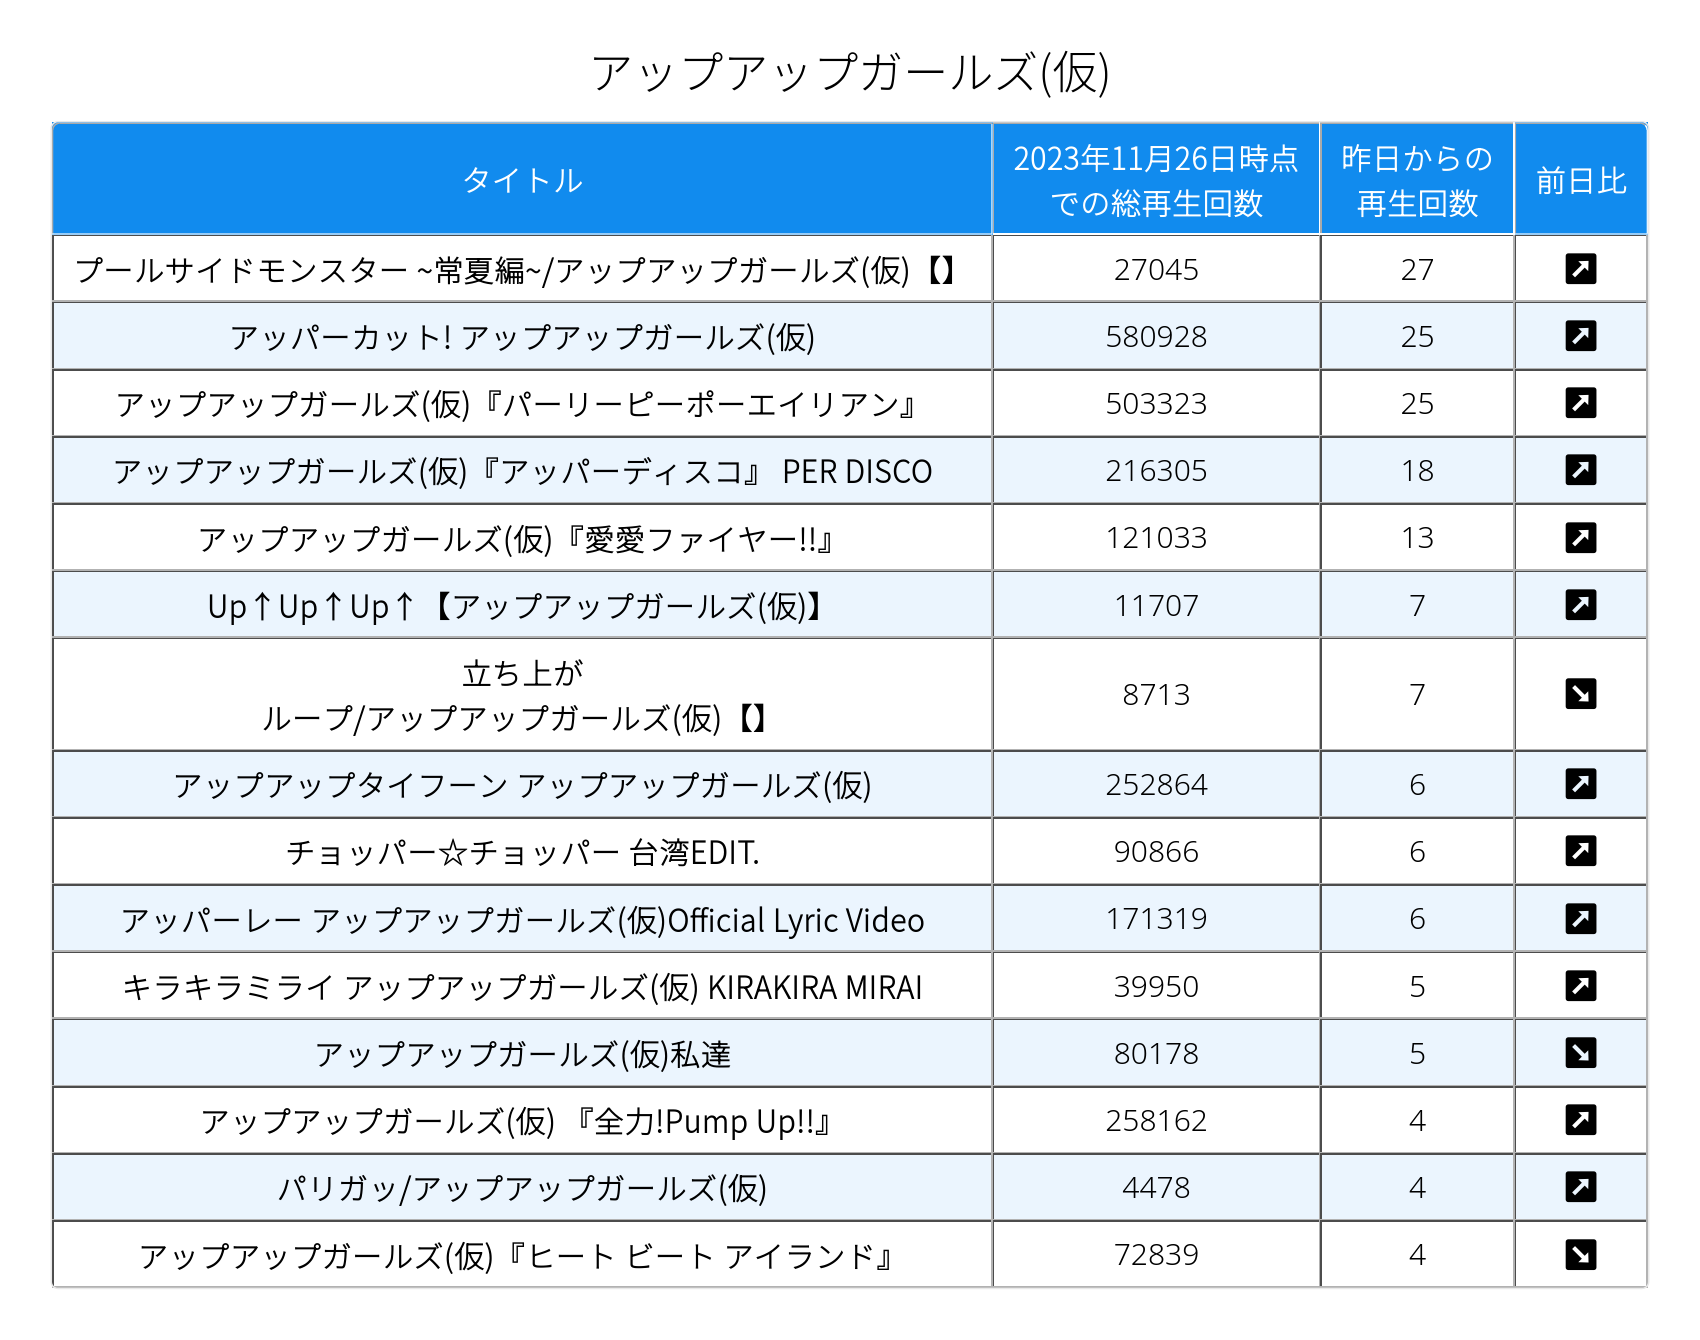 アップアップガールズ(仮)
タイトル
2023年11月26日時点
での総再生回数
昨日からの
再生回数
前日比
プールサイドモンスター ~常夏編~/アップアップガールズ(仮)【】 27045 27
アッパーカット! アップアップガールズ(仮) 580928 25
アップアップガールズ(仮)『パーリーピーポーエイリアン』 503323 25
アップアップガールズ(仮)『アッパーディスコ』 PER DISCO 216305 18
アップアップガールズ(仮)『愛愛ファイヤー!!』 121033 13
Up↑Up↑Up↑【アップアップガールズ(仮)】 11707 7
立ち上が
ループ/アップアップガールズ(仮)【】 8713 7
アップアップタイフーン アップアップガールズ(仮) 252864 6
チョッパー☆チョッパー 台湾EDIT. 90866 6
アッパーレー アップアップガールズ(仮)Official Lyric Video 171319 6
キラキラミライ アップアップガールズ(仮) KIRAKIRA MIRAI 39950 5
アップアップガールズ(仮)私達 80178 5
アップアップガールズ(仮) 『全力!Pump Up!!』 258162 4
パリガッ/アップアップガールズ(仮) 4478 4
アップアップガールズ(仮)『ヒート ビート アイランド』 72839 4